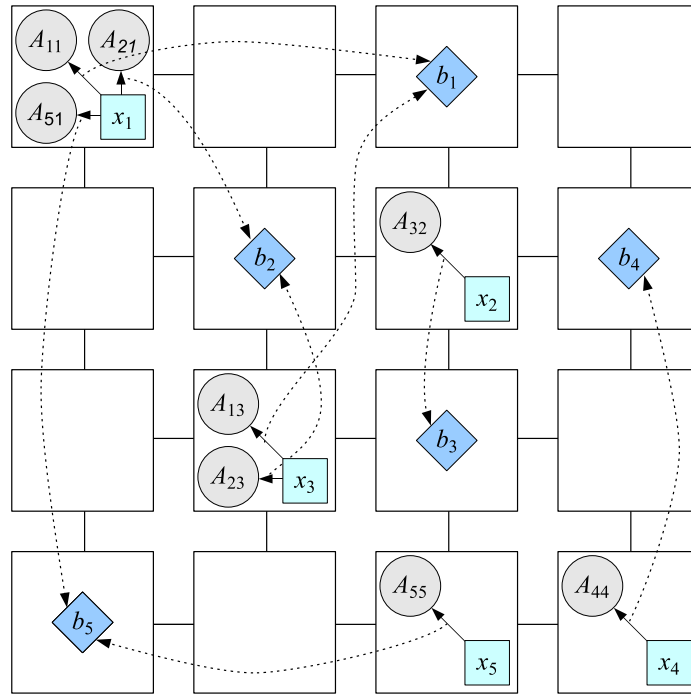 A₁₁ A₂₁
A₅₁ x₁
b₁
b₂
A₃₂
x₂
b₄
A₁₃
A₂₃ x₃
b₃
b₅
A₅₅
x₅
A₄₄
x₄